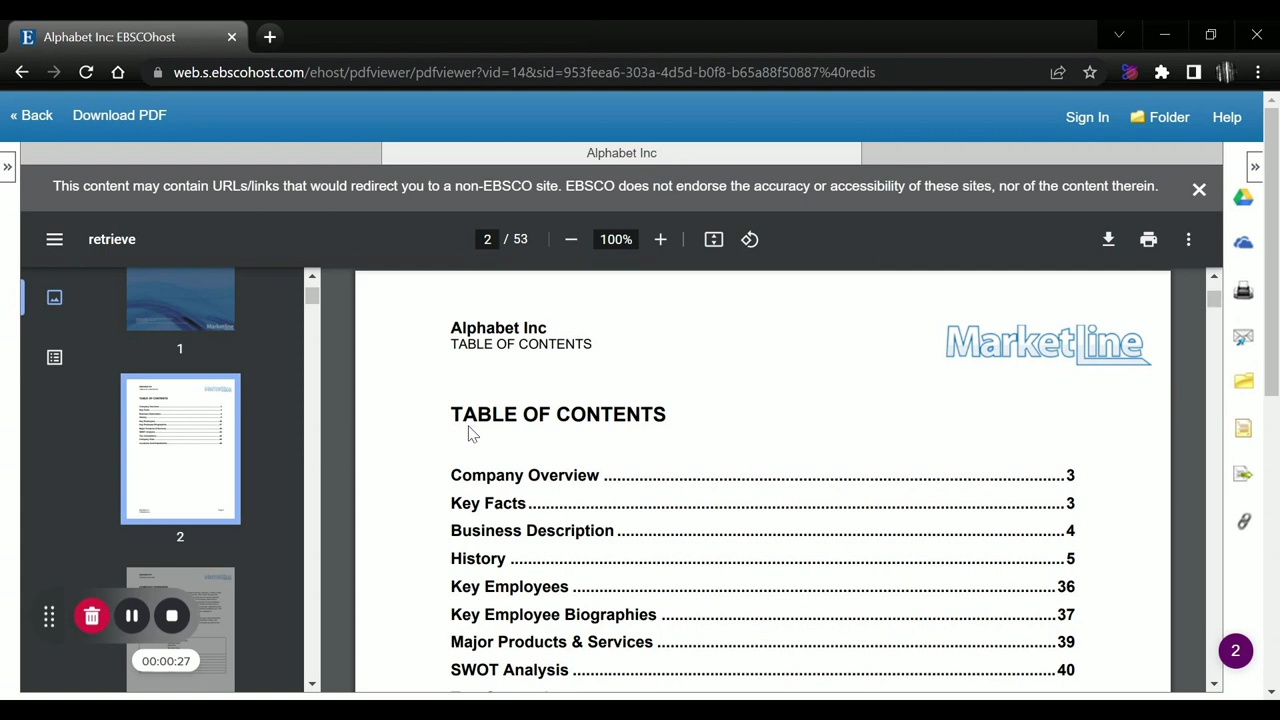 Alphabet Inc: EBSCOhost
web.s.ebscohost.com/ehost/pdfviewer/pdfviewer?vid=14&sid=953feea6-303a-4d5d-b0f8-b65a88f50887%40redis
« Back Download PDF
Sign In Folder Help
Alphabet Inc
This content may contain URLs/links that would redirect you to a non-EBSCO site. EBSCO does not endorse the accuracy or accessibility of these sites, nor of the content therein.
retrieve 2 / 53 100%
1
2
Alphabet Inc
TABLE OF CONTENTS
MarketLine
TABLE OF CONTENTS
Company Overview 3
Key Facts 3
Business Description 4
History 5
Key Employees 36
Key Employee Biographies 37
Major Products & Services 39
SWOT Analysis 40
00:00:27
2